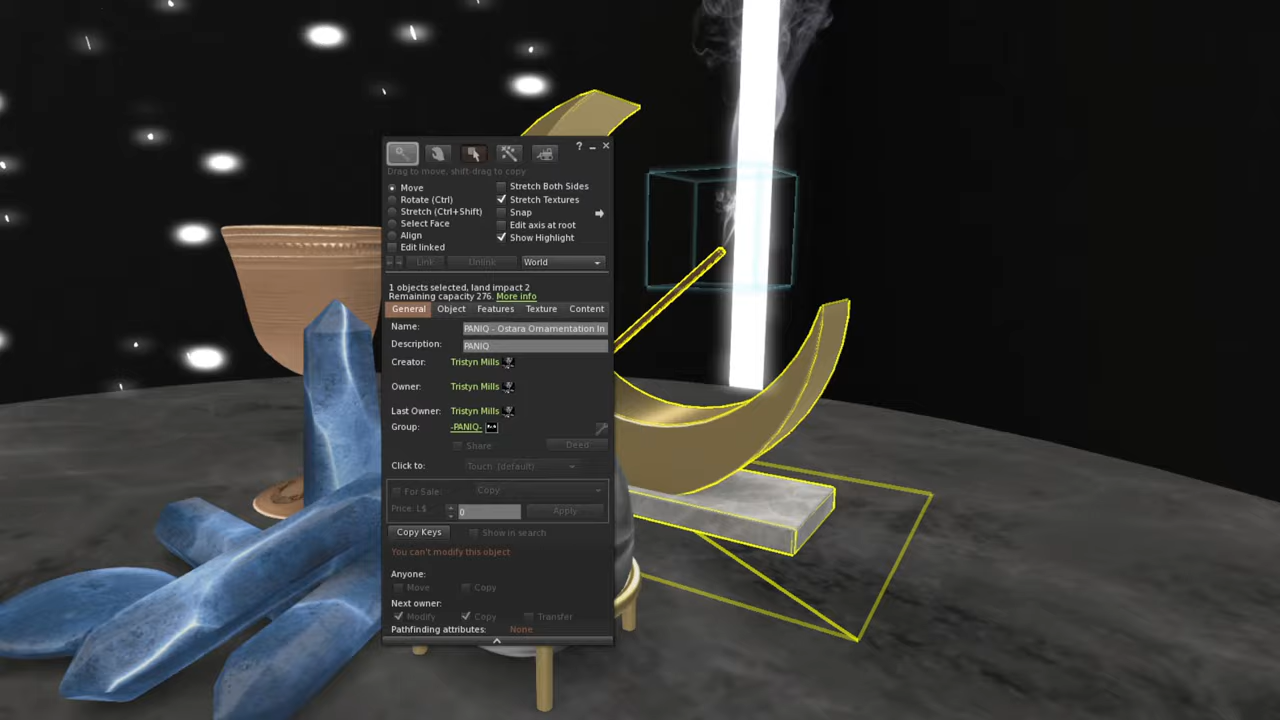 ?
Drag to move, shift-drag to copy
Move
Stretch Both Sides
Rotate (Ctrl)
Stretch Textures
Stretch (Ctrl+Shift)
Snap
Select Face
Edit axis at root
Align
Show Highlight
Edit linked
Link Unlink World
1 objects selected, land impact 2
Remaining capacity 276. More info
General Object Features Texture Content
Name: PANIQ - Ostara Ornamentation In
Description: PANIQ
Creator: Tristyn Mills
Owner: Tristyn Mills
Last Owner: Tristyn Mills
Group: -PANIQ-
Share Deed
Click to: Touch (default)
For Sale: Copy
Price: L$ 0 Apply
Copy Keys Show in search
You can't modify this object
Anyone:
Move Copy
Next owner:
Modify Copy Transfer
Pathfinding attributes: None